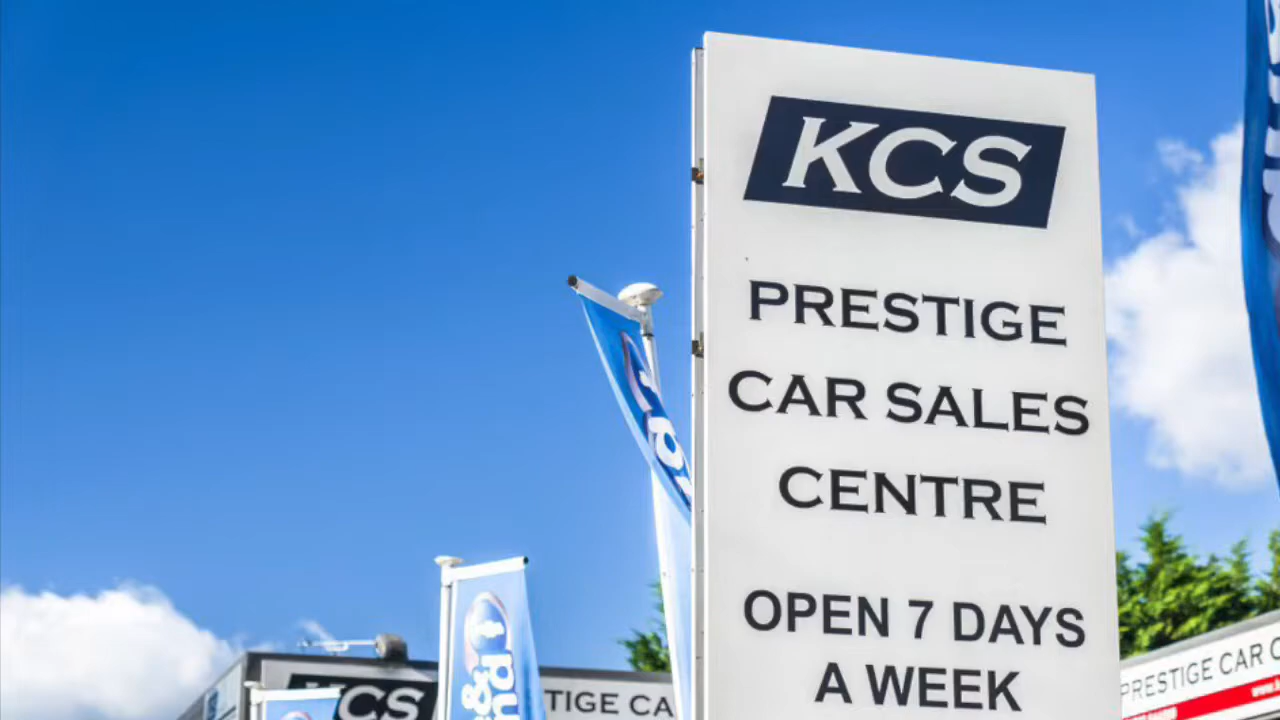 KCS
PRESTIGE
CAR SALES
CENTRE
OPEN 7 DAYS
A WEEK
KCS
PRESTIGE CAR